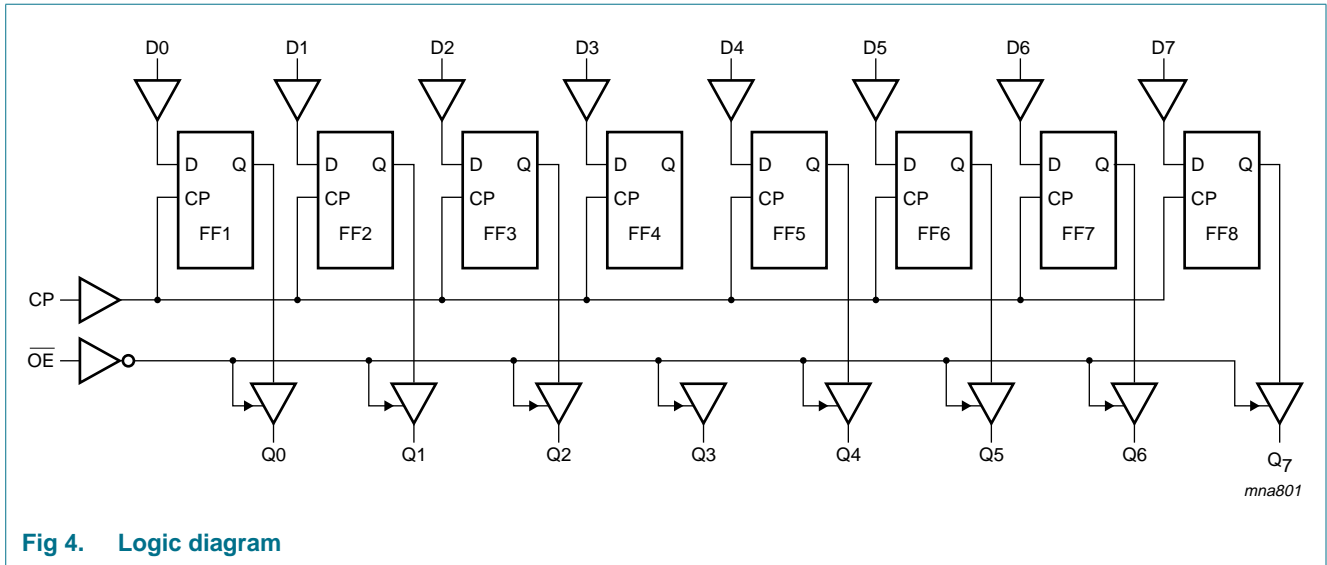 D0 D1 D2 D3 D4 D5 D6 D7
D Q D Q D Q D Q D Q D Q D Q D Q
CP CP CP CP CP CP CP CP
FF1 FF2 FF3 FF4 FF5 FF6 FF7 FF8
CP
OE
Q0 Q1 Q2 Q3 Q4 Q5 Q6 Q7
mna801
Fig 4. Logic diagram